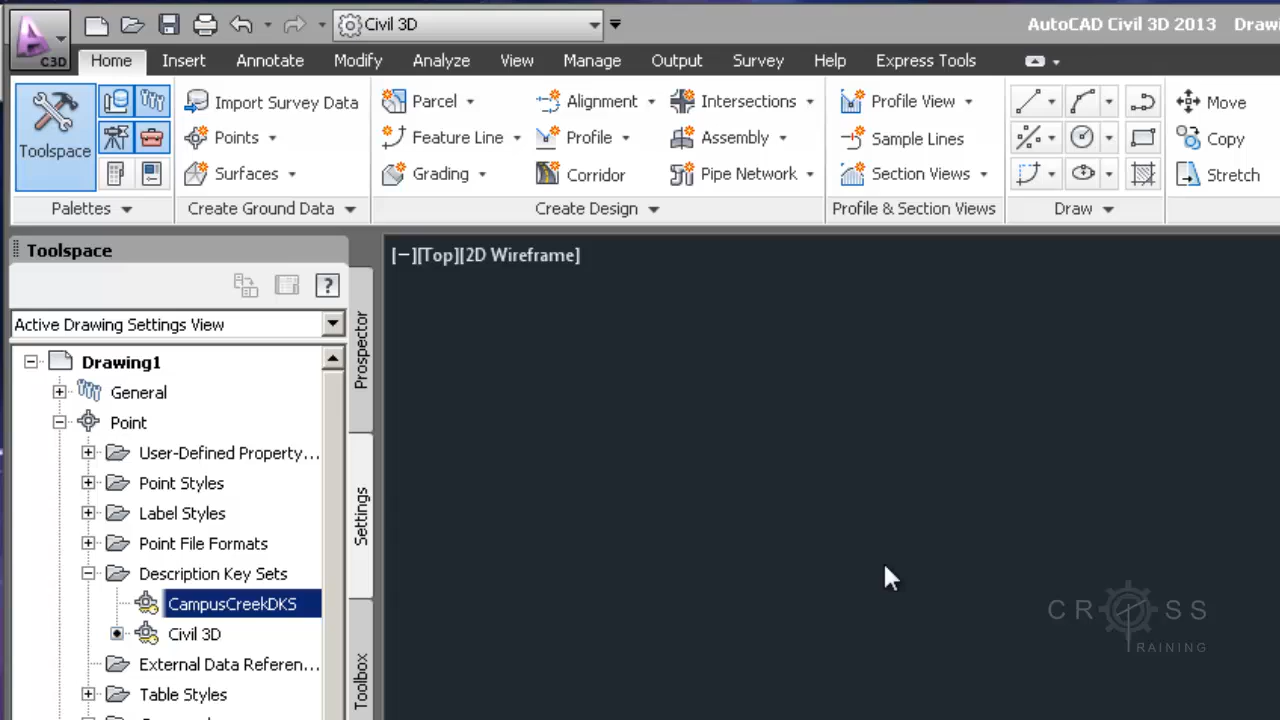 Civil 3D
AutoCAD Civil 3D 2013 Drawi
C3D
Home Insert Annotate Modify Analyze View Manage Output Survey Help Express Tools
Toolspace
Import Survey Data
Points
Surfaces
Parcel
Feature Line
Grading
Alignment
Profile
Corridor
Intersections
Assembly
Pipe Network
Profile View
Sample Lines
Section Views
Move
Copy
Stretch
Palettes
Create Ground Data
Create Design
Profile & Section Views
Draw
Toolspace
?
[−][Top][2D Wireframe]
Active Drawing Settings View
Drawing1
General
Point
User-Defined Property...
Point Styles
Label Styles
Point File Formats
Description Key Sets
CampusCreekDKS
Civil 3D
External Data Referen...
Table Styles
Prospector
Settings
Toolbox
CROSS
TRAINING